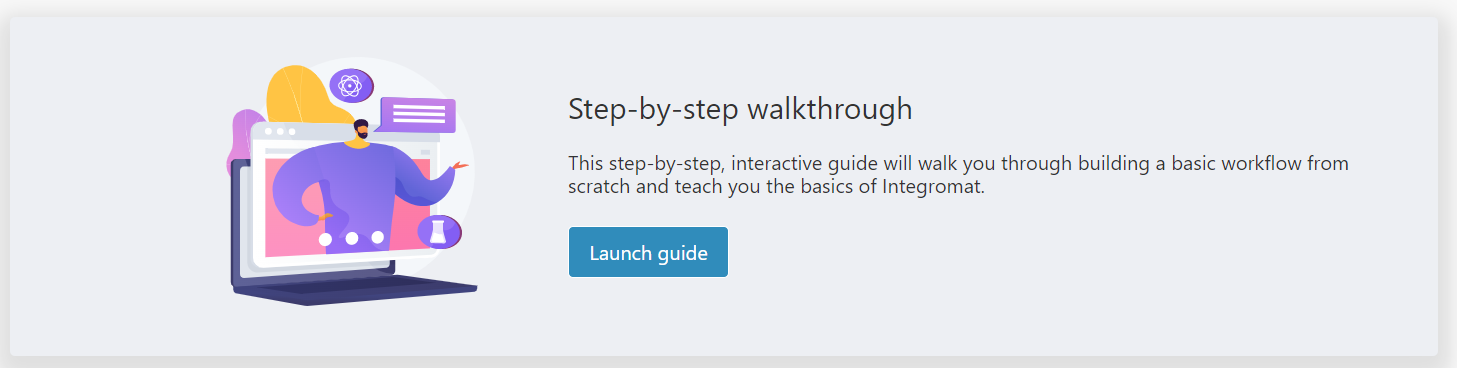 Step-by-step walkthrough
This step-by-step, interactive guide will walk you through building a basic workflow from
scratch and teach you the basics of Integromat.
Launch guide